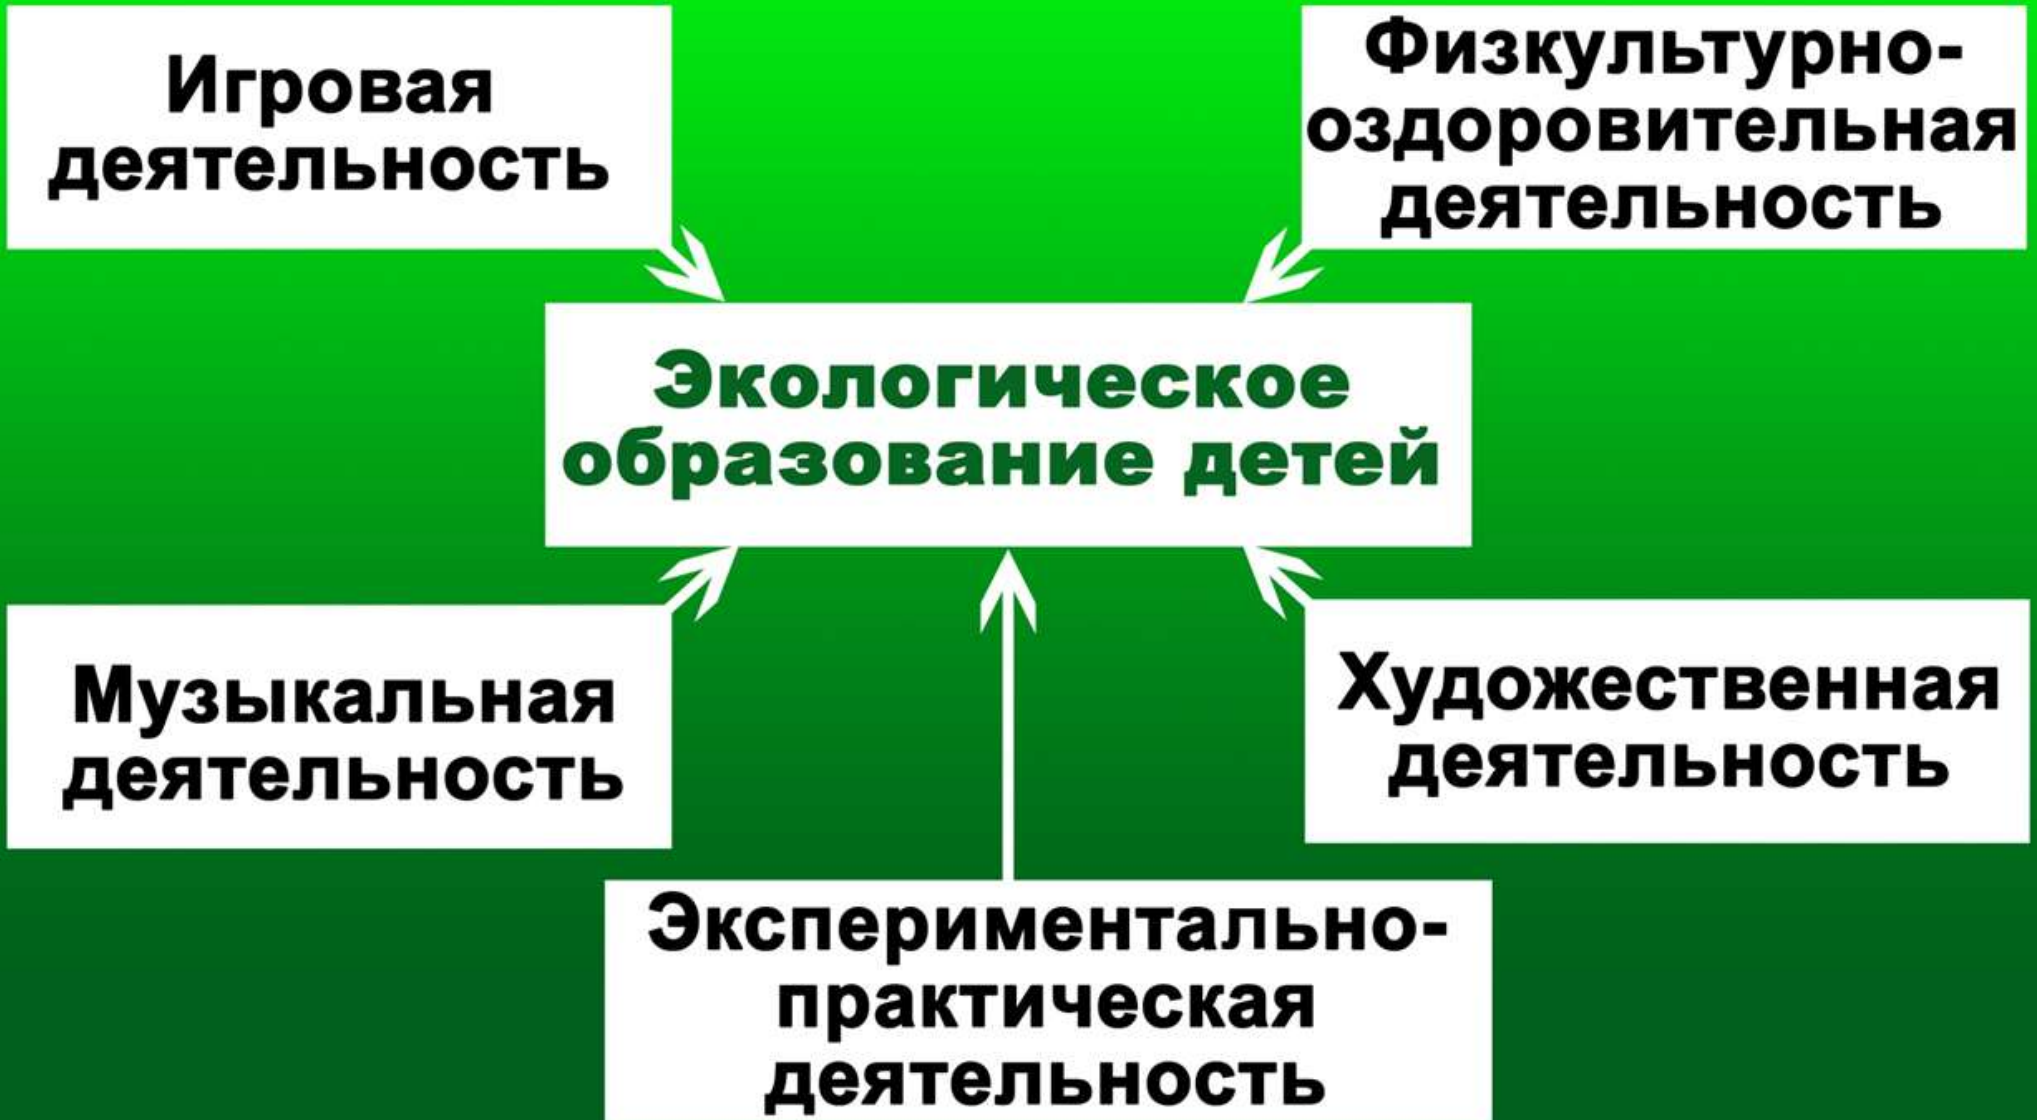 Игровая
деятельность
Физкультурно-
оздоровительная
деятельность
Экологическое
образование детей
Музыкальная
деятельность
Художественная
деятельность
Экспериментально-
практическая
деятельность